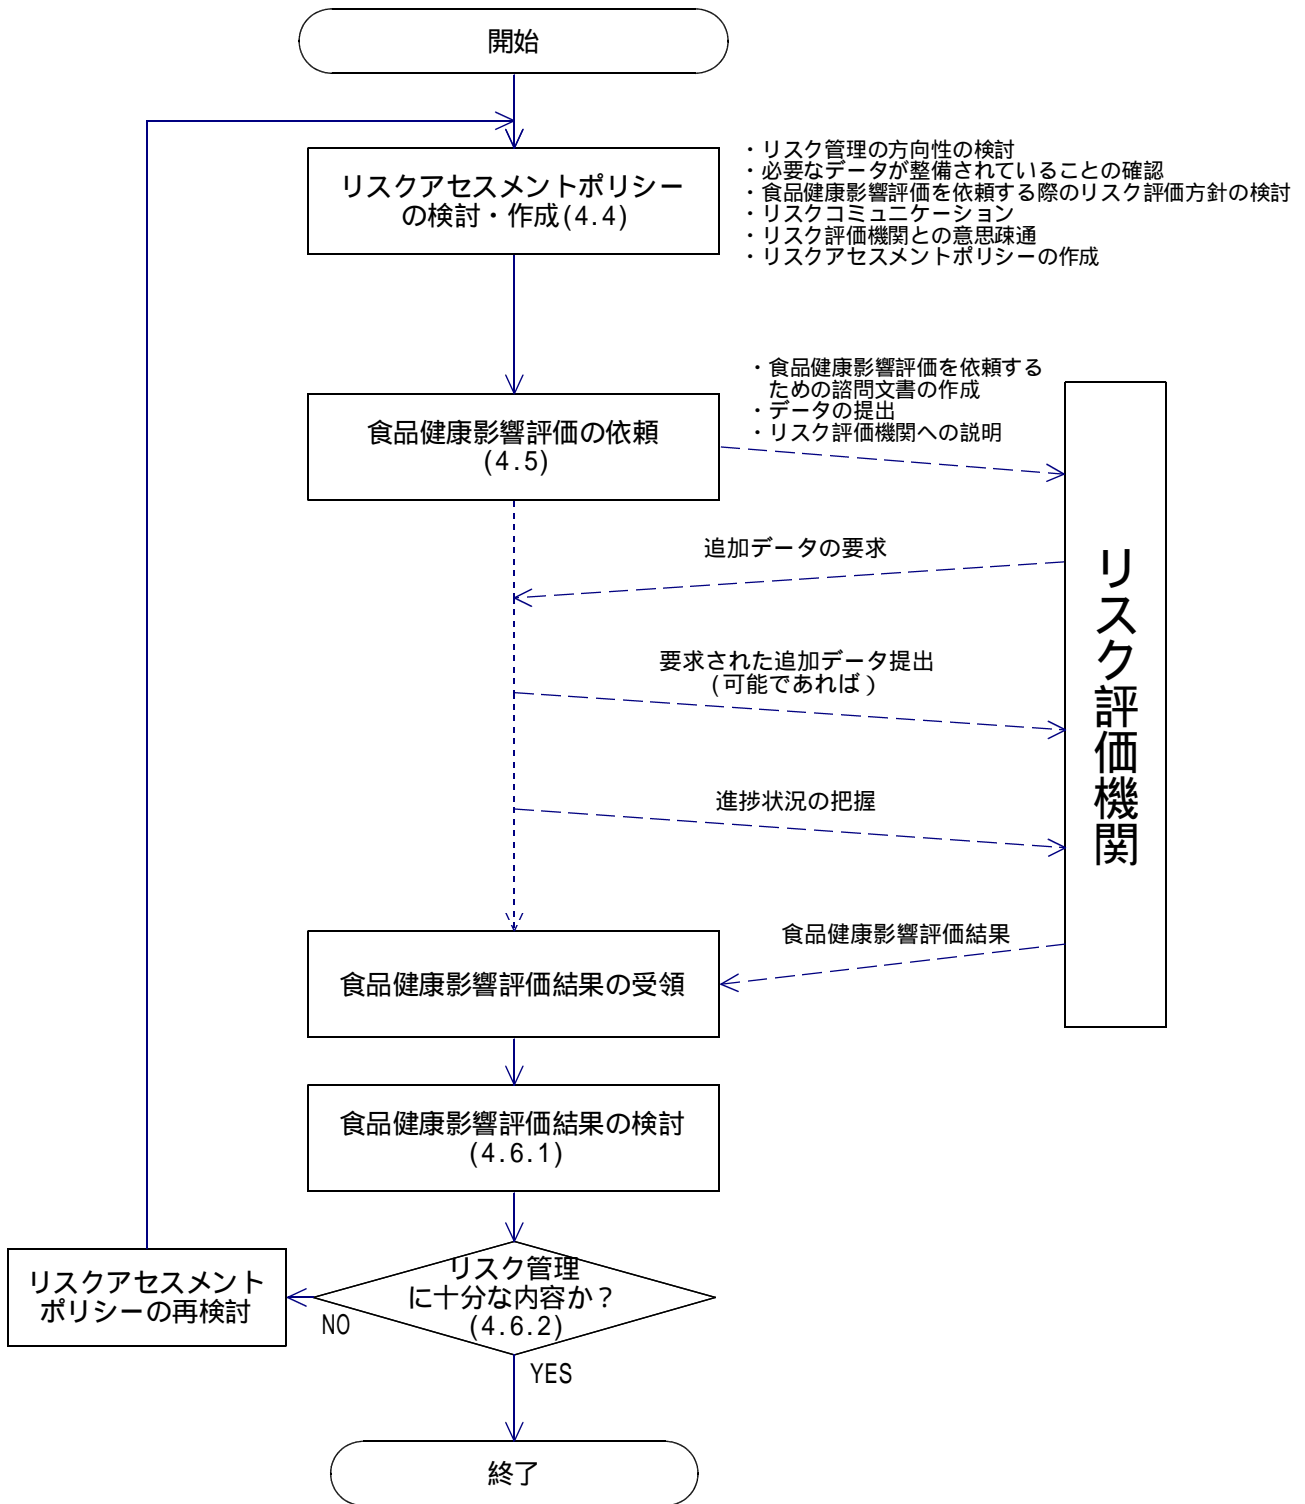 開始
リスクアセスメントポリシー
の検討・作成(4.4)
・リスク管理の方向性の検討
・必要なデータが整備されていることの確認
・食品健康影響評価を依頼する際のリスク評価方針の検討
・リスクコミュニケーション
・リスク評価機関との意思疎通
・リスクアセスメントポリシーの作成
・食品健康影響評価を依頼する
ための諮問文書の作成
・データの提出
・リスク評価機関への説明
食品健康影響評価の依頼
(4.5)
リスク評価機関
追加データの要求
要求された追加データ提出
(可能であれば)
進捗状況の把握
食品健康影響評価結果
食品健康影響評価結果の受領
食品健康影響評価結果の検討
(4.6.1)
リスク管理
に十分な内容か？
(4.6.2)
NO
リスクアセスメント
ポリシーの再検討
YES
終了